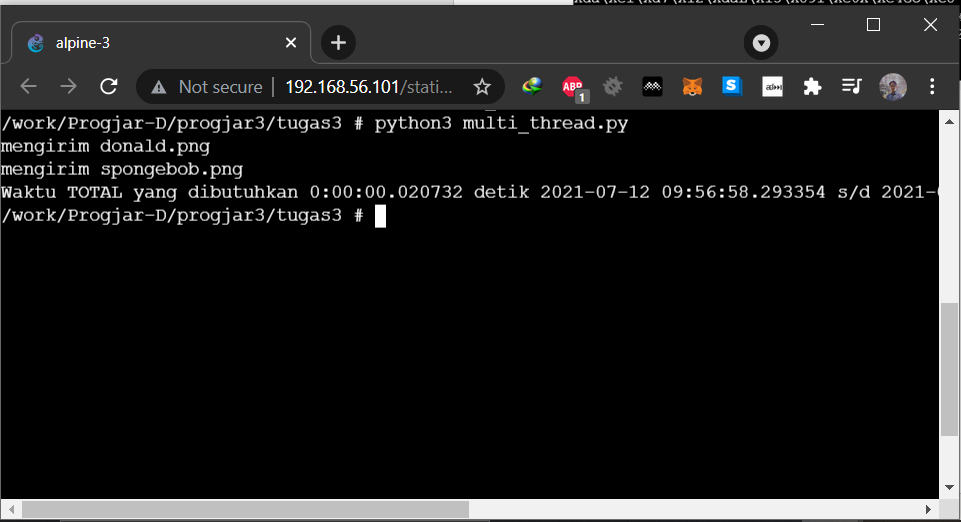 alpine-3
Not secure
192.168.56.101/stati...
ABP
1
S
/work/Progjar-D/progjar3/tugas3 # python3 multi_thread.py
mengirim donald.png
mengirim spongebob.png
Waktu TOTAL yang dibutuhkan 0:00:00.020732 detik 2021-07-12 09:56:58.293354 s/d 2021-
/work/Progjar-D/progjar3/tugas3 #